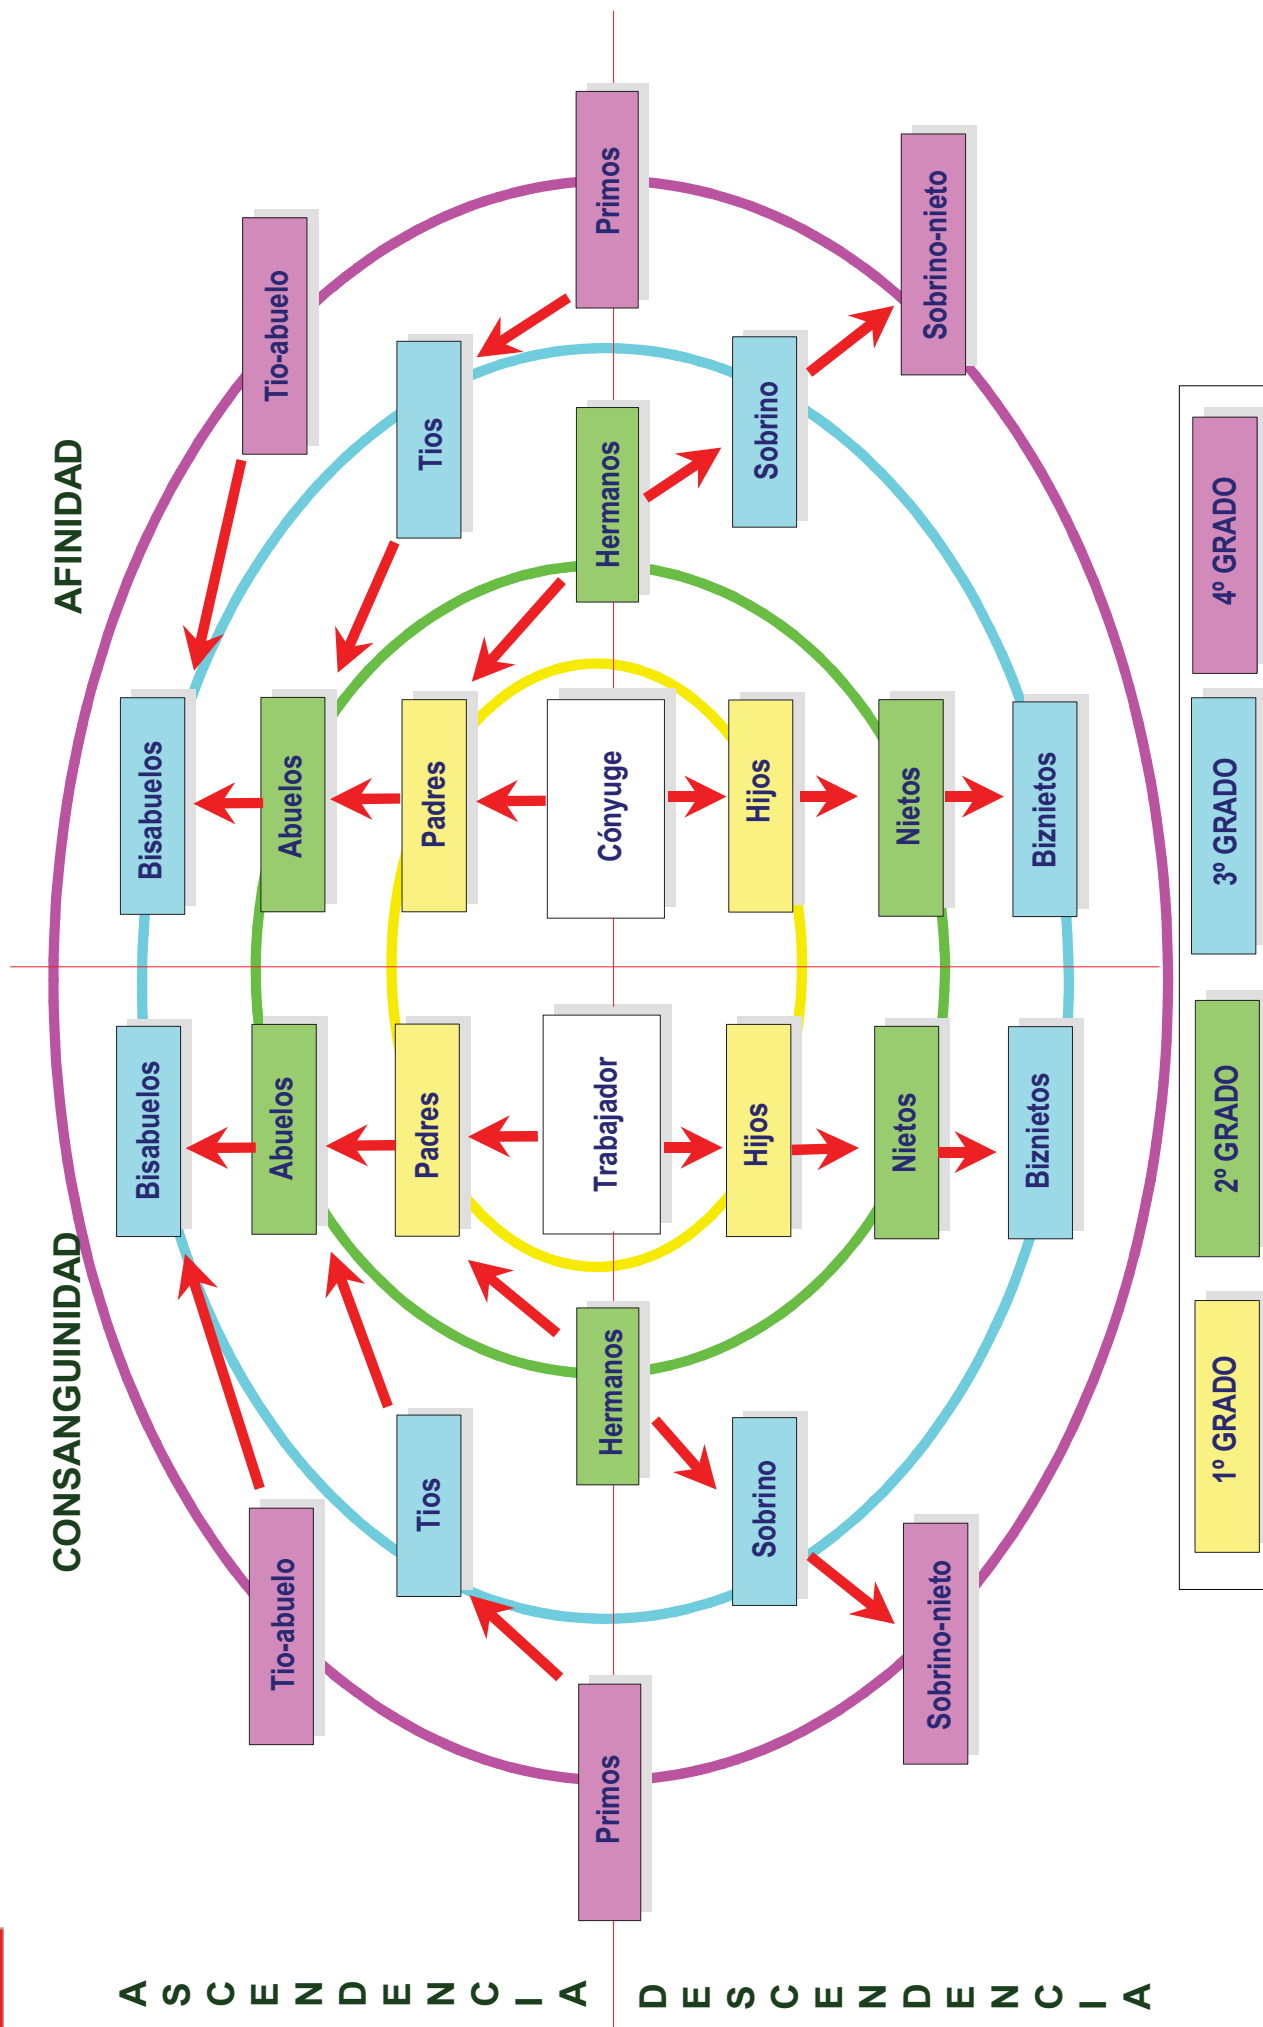 CONSANGUINIDAD
AFINIDAD
ASCENDENCIA
DESCENDENCIA
Bisabuelos
Bisabuelos
Tio-abuelo
Abuelos
Abuelos
Tio-abuelo
Tios
Padres
Padres
Tios
Primos
Hermanos
Trabajador
Cónyuge
Hermanos
Primos
Sobrino
Hijos
Hijos
Sobrino
Sobrino-nieto
Nietos
Nietos
Sobrino-nieto
Biznietos
Biznietos
1º GRADO
2º GRADO
3º GRADO
4º GRADO